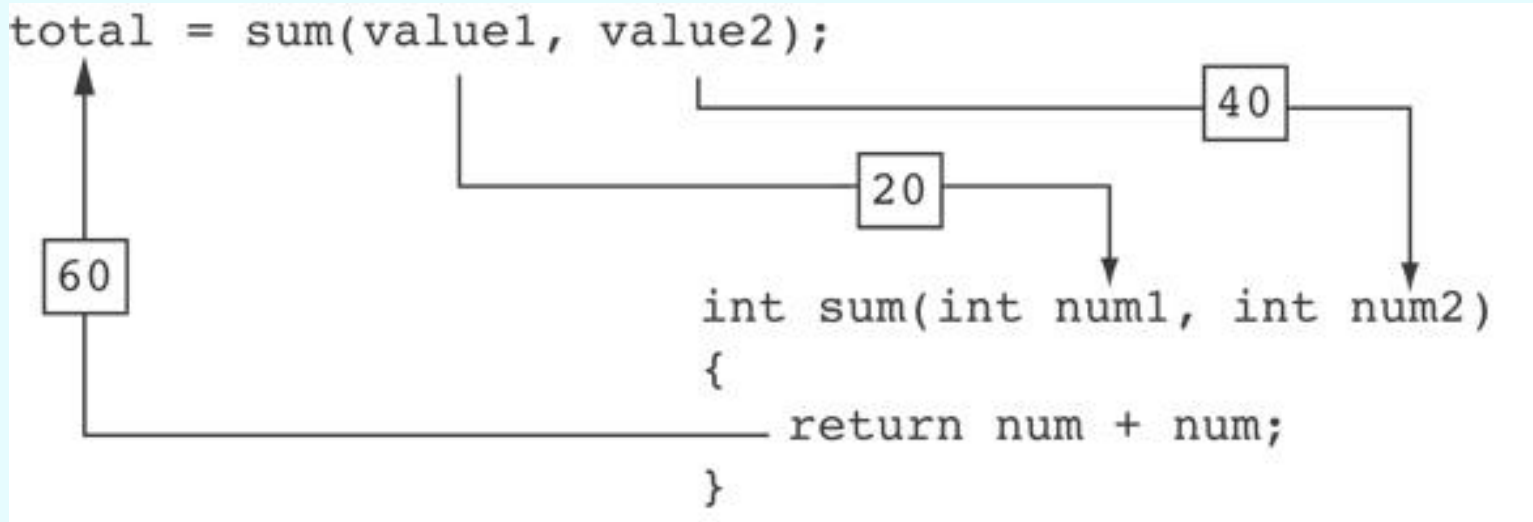 total = sum(value1, value2);
40
20
60
int sum(int num1, int num2)
{
return num + num;
}